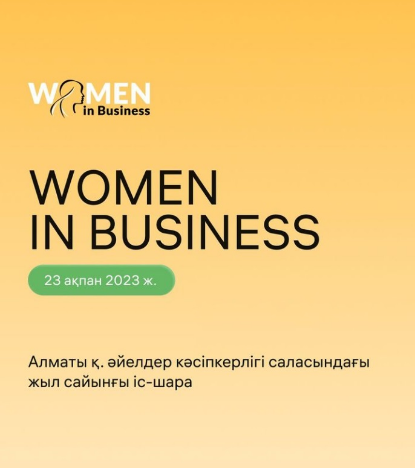 WOMEN
in Business
WOMEN
IN BUSINESS
23 ақпан 2023 ж.
Алматы қ. әйелдер кәсіпкерлігі саласындағы
жыл сайынғы іс-шара